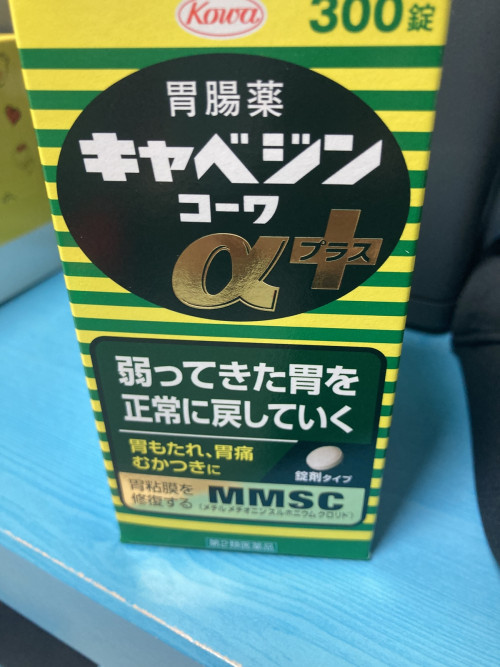 Kowa
300錠
胃腸薬
キャベジン
コーワ
αプラス+
弱ってきた胃を
正常に戻していく
胃もたれ、胃痛
むかつきに
錠剤タイプ
胃粘膜を
修復する
MMSC
(メチルメチオニンスルホニウムクロリド)
第2類医薬品